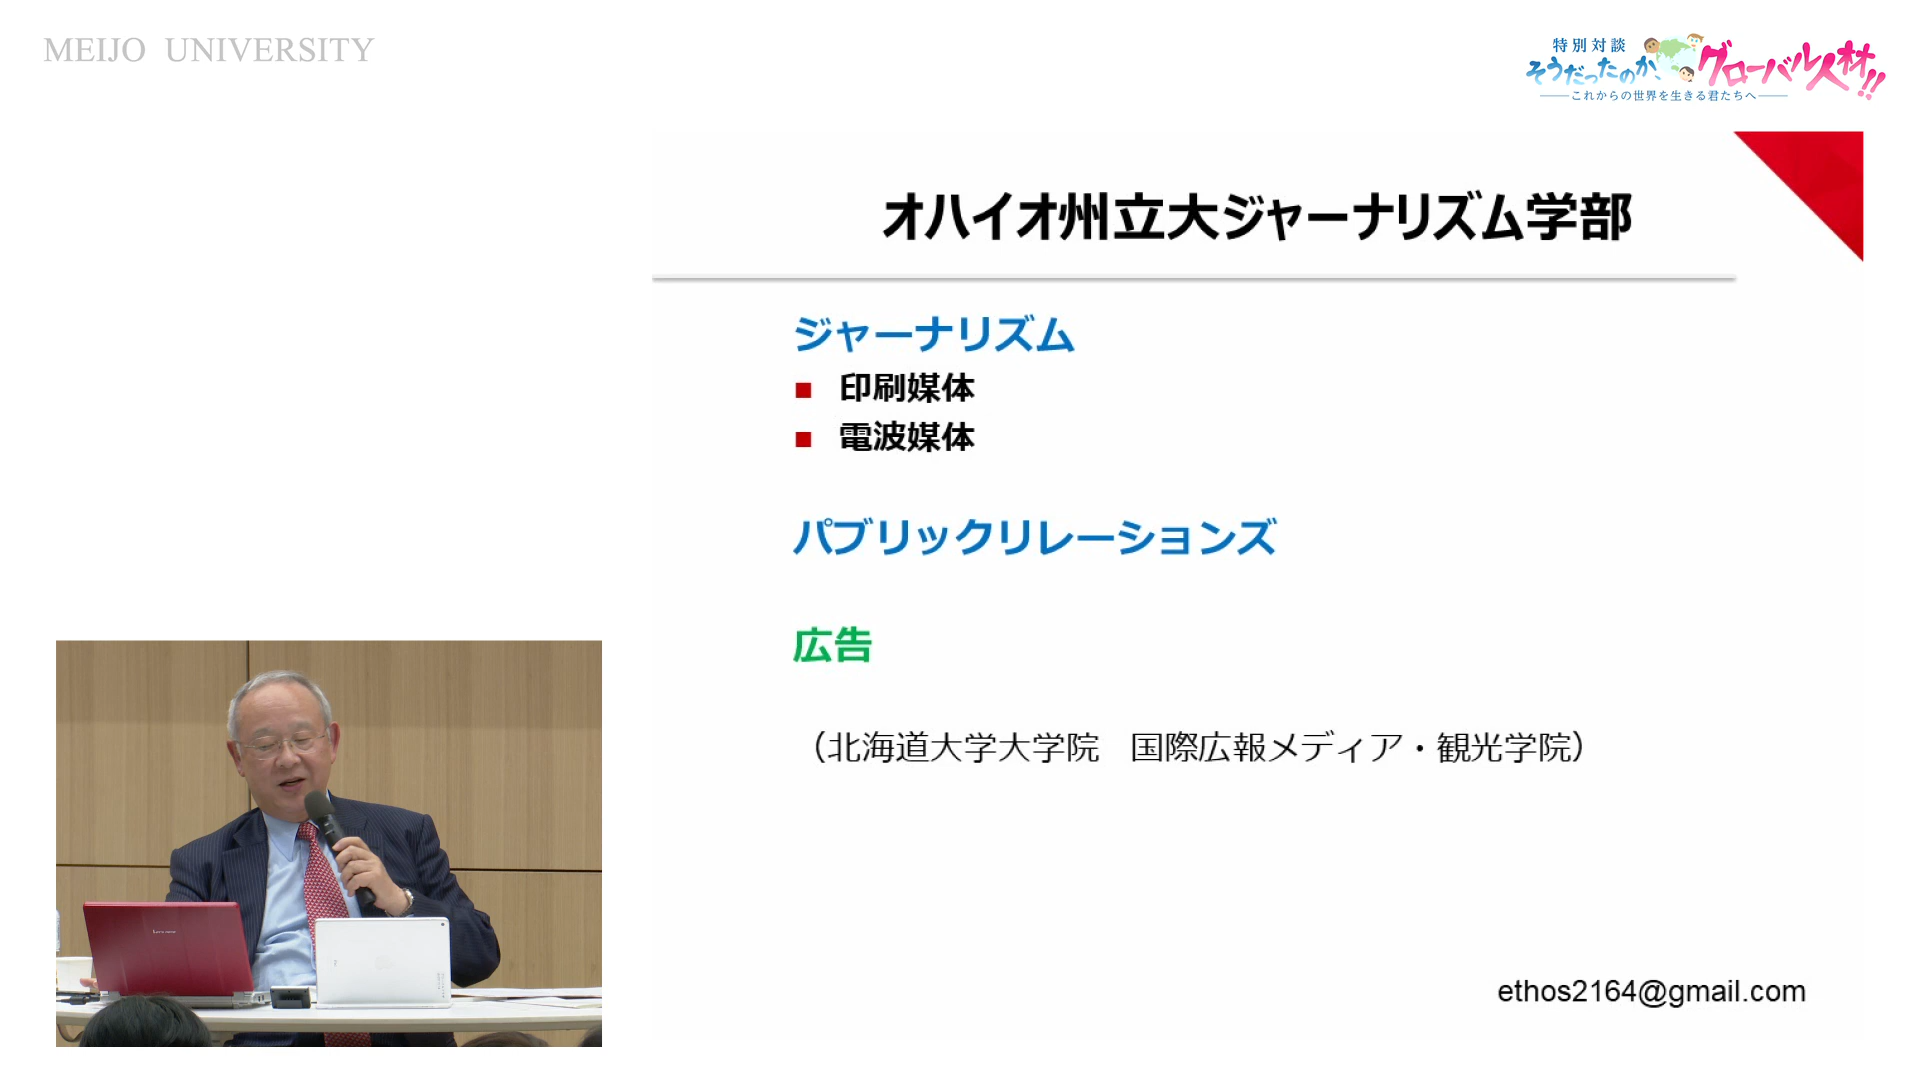 MEIJO UNIVERSITY
特別対談
そうだったのか、グローバル人材!!
これからの世界を生きる君たちへ
オハイオ州立大ジャーナリズム学部
ジャーナリズム
■ 印刷媒体
■ 電波媒体
パブリックリレーションズ
広告
（北海道大学大学院　国際広報メディア・観光学院）
ethos2164@gmail.com